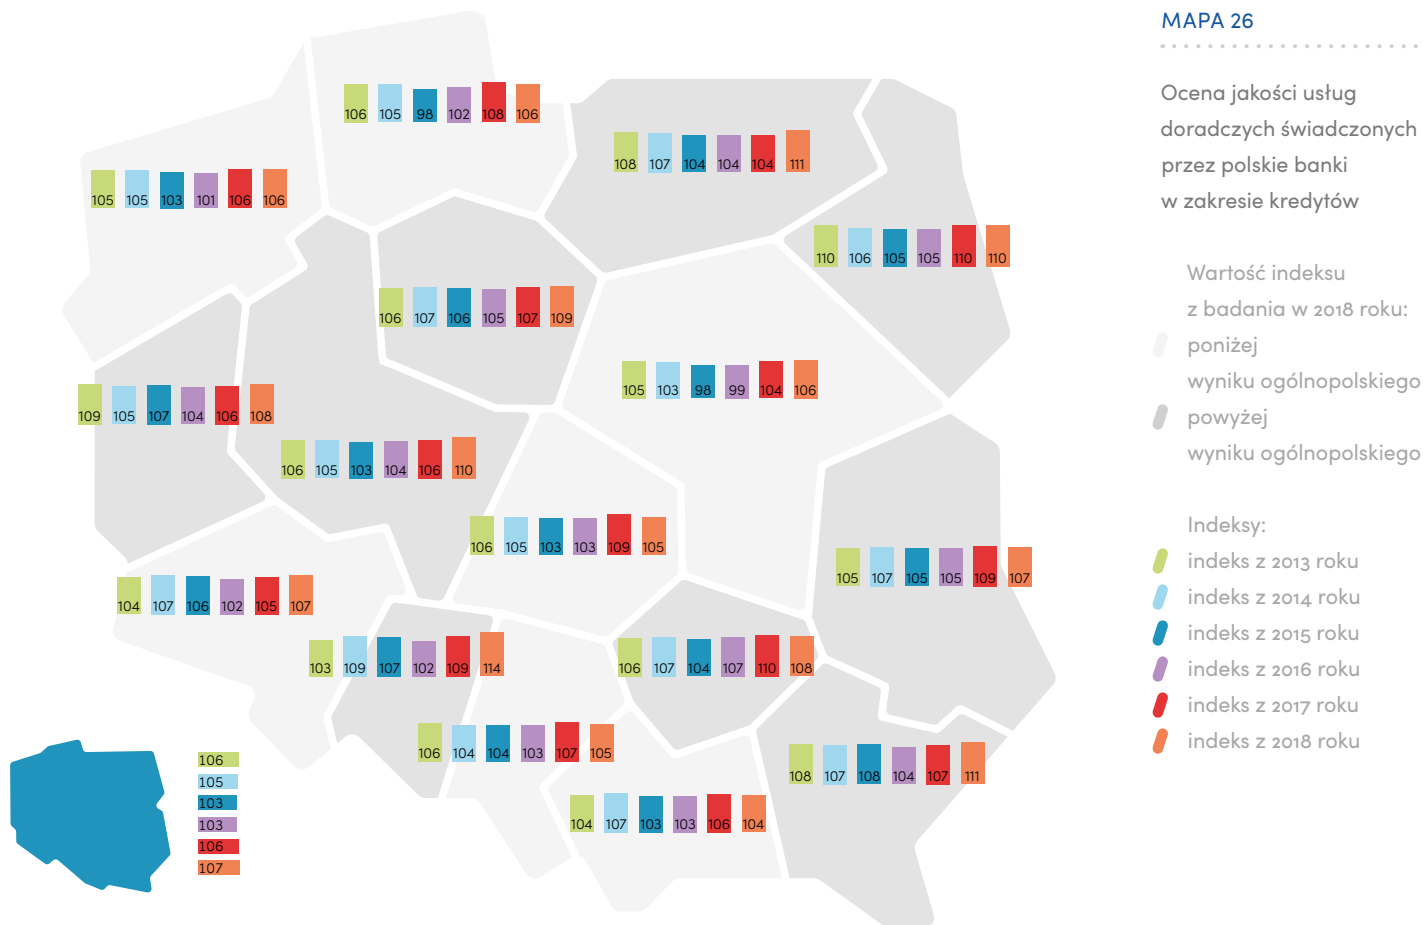 MAPA 26
Ocena jakości usług
doradczych świadczonych
przez polskie banki
w zakresie kredytów
Wartość indeksu
z badania w 2018 roku:
poniżej
wyniku ogólnopolskiego
powyżej
wyniku ogólnopolskiego
Indeksy:
indeks z 2013 roku
indeks z 2014 roku
indeks z 2015 roku
indeks z 2016 roku
indeks z 2017 roku
indeks z 2018 roku
106 105 98 102 108 106
108 107 104 104 104 111
105 105 103 101 106 106
110 106 105 105 110 110
106 107 106 105 107 109
105 103 98 99 104 106
109 105 107 104 106 108
106 105 103 104 106 110
106 105 103 103 109 105
105 107 105 105 109 107
104 107 106 102 105 107
103 109 107 102 109 114
106 107 104 107 110 108
106 104 104 103 107 105
108 107 108 104 107 111
104 107 103 103 106 104
106
105
103
103
106
107